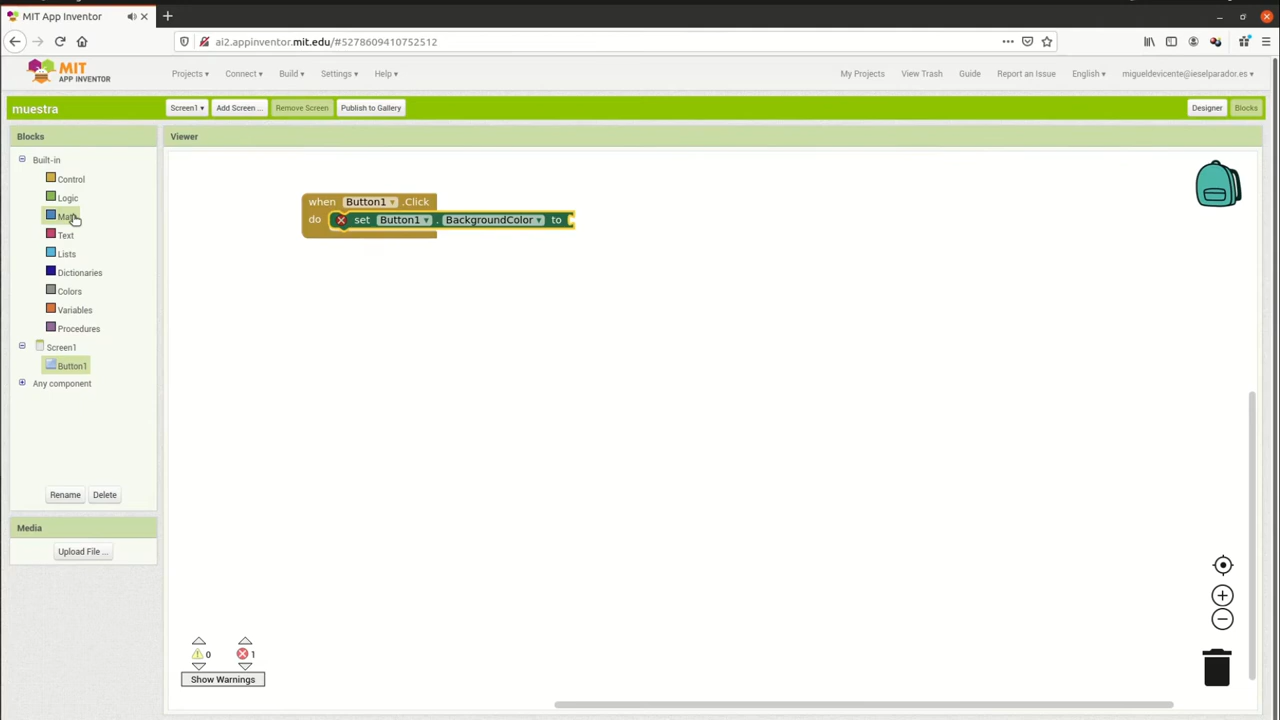 MIT App Inventor
ai2.appinventor.mit.edu/#5278609410752512
MIT
APP INVENTOR
Projects ▾ Connect ▾ Build ▾ Settings ▾ Help ▾ My Projects View Trash Guide Report an Issue English ▾ migueldevicente@ieselparador.es ▾
muestra Screen1 ▾ Add Screen ... Remove Screen Publish to Gallery Designer Blocks
Blocks
Viewer
Built-in
Control
Logic
Math
Text
Lists
Dictionaries
Colors
Variables
Procedures
Screen1
Button1
Any component
Rename Delete
Media
Upload File ...
when Button1 ▾ .Click
do set Button1 ▾ . BackgroundColor ▾ to
0 1
Show Warnings